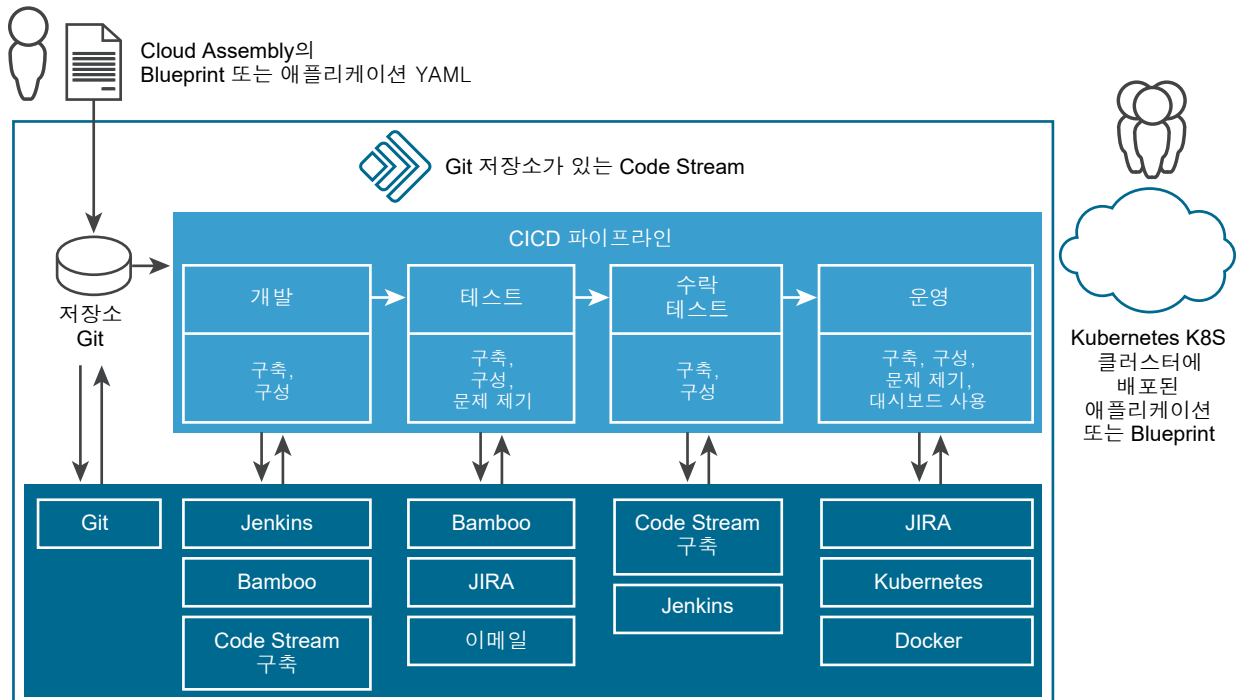 Cloud Assembly의
Blueprint 또는 애플리케이션 YAML
Git 저장소가 있는 Code Stream
CICD 파이프라인
개발
테스트
수락
테스트
운영
구축,
구성
구축,
구성,
문제 제기
구축,
구성
구축, 구성,
문제 제기,
대시보드 사용
저장소
Git
Kubernetes K8S
클러스터에
배포된
애플리케이션
또는 Blueprint
Git
Jenkins
Bamboo
Code Stream
구축
Bamboo
JIRA
이메일
Code Stream
구축
Jenkins
JIRA
Kubernetes
Docker